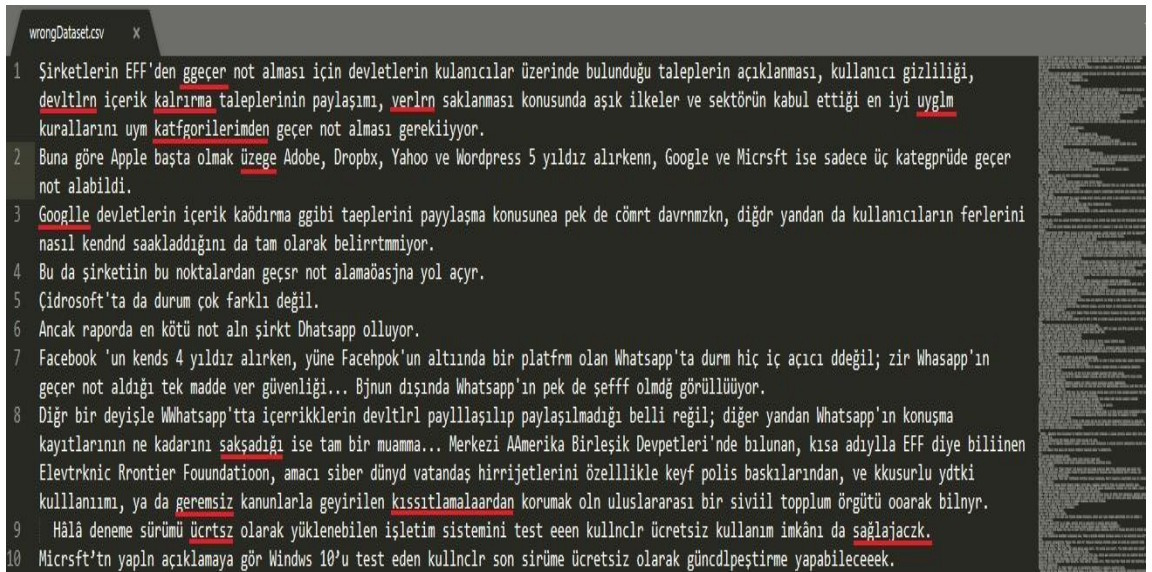 wrongDataset.csv x
1 Şirketlerin EFF'den ggeçer not alması için devletlerin kulanıcılar üzerinde bulunduğu taleplerin açıklanması, kullanıcı gizliliği,
devltlrn içerik kalrırma taleplerinin paylaşımı, verlrn saklanması konusunda açık ilkeler ve sektörün kabul ettiği en iyi uyglm
kurallarını uym katfgorilerimden geçer not alması gerekiiyyor.
2 Buna göre Apple başta olmak üzege Adobe, Dropbx, Yahoo ve Wordpress 5 yıldız alırkenn, Google ve Micrsft ise sadece üç kategprüde geçer
not alabildi.
3 Googlle devletlerin içerik kaödırma ggibi taeplerini payylaşma konusunea pek de cömrt davrnmzkn, diğdr yandan da kullanıcıların ferlerini
nasıl kendnd saakladdığını da tam olarak belirrtmmiyor.
4 Bu da şirketiin bu noktalardan geçsr not alamaöasjna yol açyr.
5 Çidrosoft'ta da durum çok farklı değil.
6 Ancak raporda en kötü not aln şirkt Dhatsapp olluyor.
7 Facebook 'un kends 4 yıldız alırken, yüne Facehpok'un altıında bir platfrm olan Whatsapp'ta durm hiç iç açıcı ddeğil; zir Whasapp'ın
geçer not aldığı tek madde ver güvenliği... Bjnun dışında Whatsapp'ın pek de şefff olmdğ görüllüüyor.
8 Diğr bir deyişle WWhatsapp'tta içerrikklerin devltlrl paylllaşılıp paylaşılmadığı belli reğil; diğer yandan Whatsapp'ın konuşma
kayıtlarının ne kadarını sakşadığı ise tam bir muamma... Merkezi AAmerika Birleşik Devpetleri'nde bılunan, kısa adıylla EFF diye biliinen
Elevtrknic Rrontier Fouundatioon, amacı siber dünyd vatandaş hirrijetlerini özelllikle keyf polis baskılarından, ve kkusurlu ydtki
kulllanıımı, ya da geremsiz kanunlarla geyirilen kıssıtlamalaardan korumak oln uluslararası bir siviil topplum örgütü ooarak bilnyr.
9 Hâlâ deneme sürümü ücrtsz olarak yüklenebilen işletim sistemini test eeen kullnclr ücretsiz kullanım imkânı da sağlajaczk.
10 Micrsft’tn yapln açıklamaya gör Windws 10’u test eden kullnclr son sirüme ücretsiz olarak güncdlpeştirme yapabileceeek.